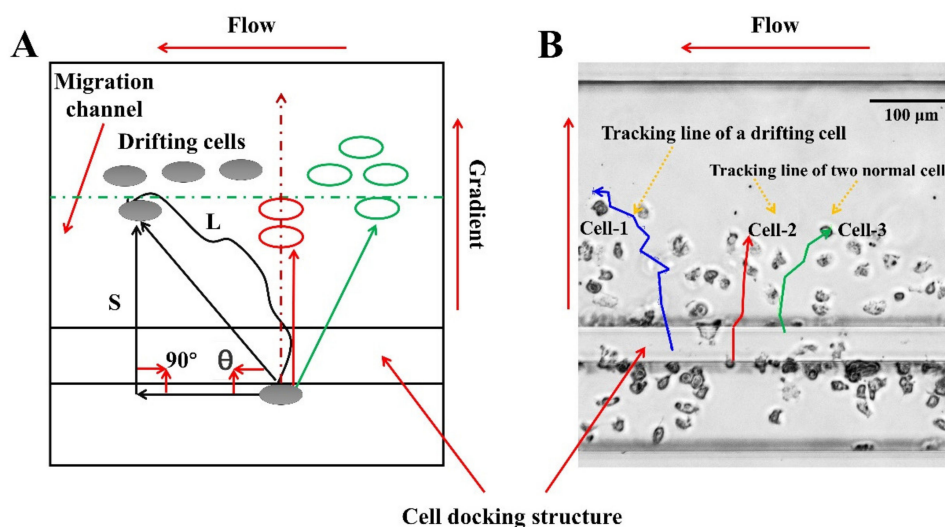 A
Flow
Migration
channel
Drifting cells
L
S
90°
θ
Gradient
B
Flow
100 μm
Tracking line of a drifting cell
Tracking line of two normal cell
Cell-1
Cell-2
Cell-3
Cell docking structure